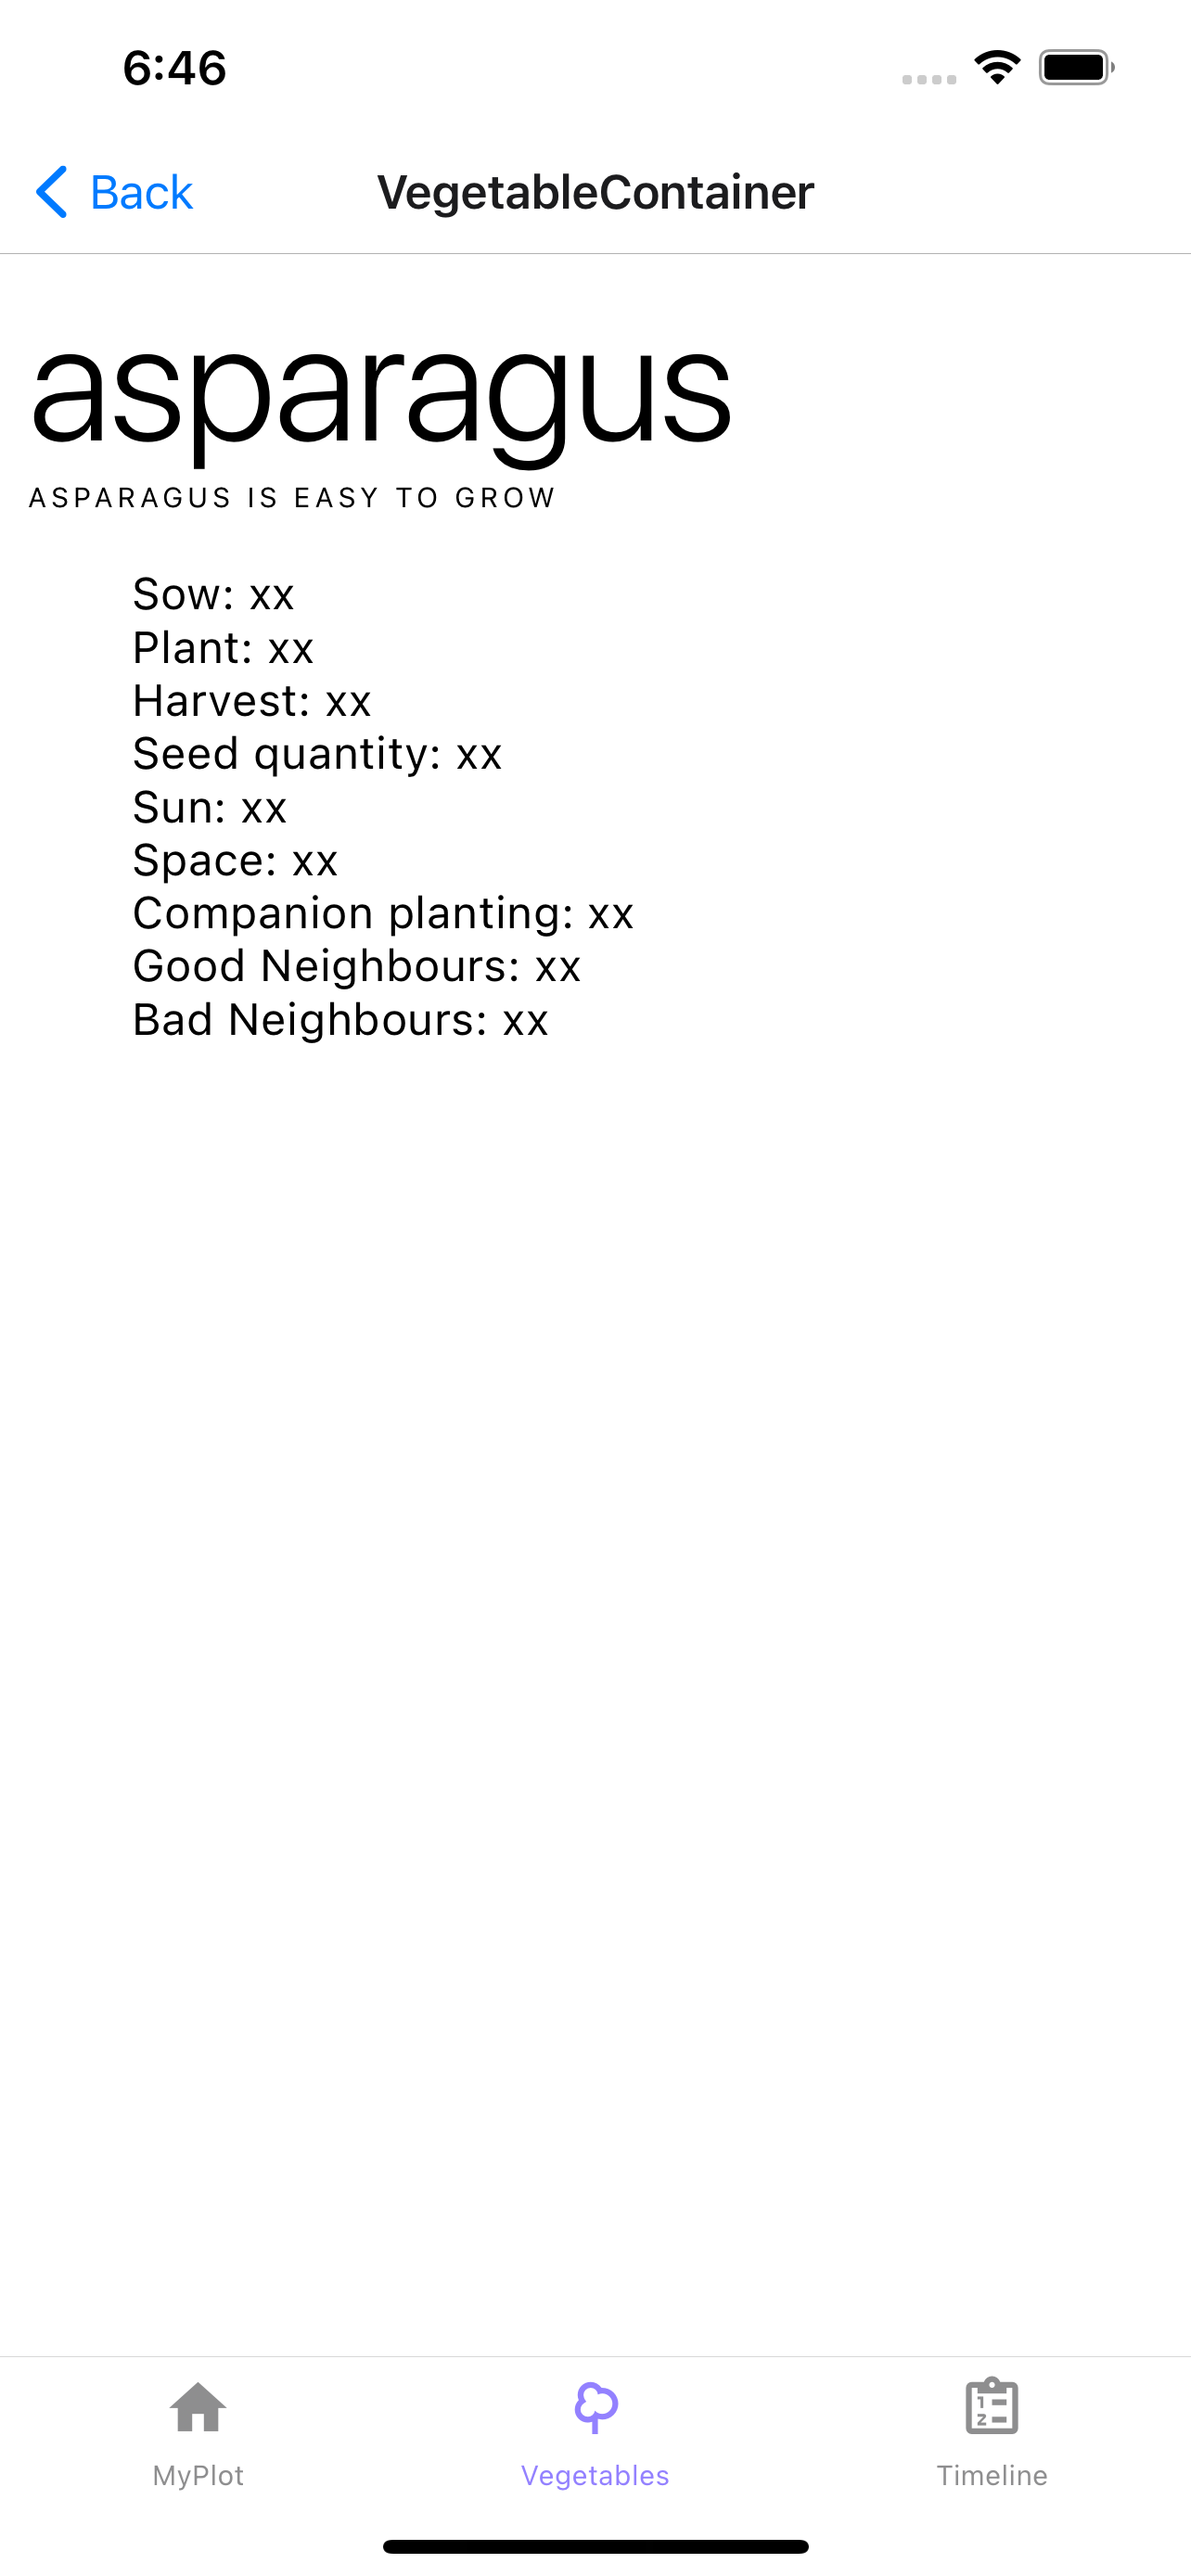 6:46
Back
VegetableContainer
asparagus
ASPARAGUS IS EASY TO GROW
Sow: xx
Plant: xx
Harvest: xx
Seed quantity: xx
Sun: xx
Space: xx
Companion planting: xx
Good Neighbours: xx
Bad Neighbours: xx
MyPlot
Vegetables
Timeline